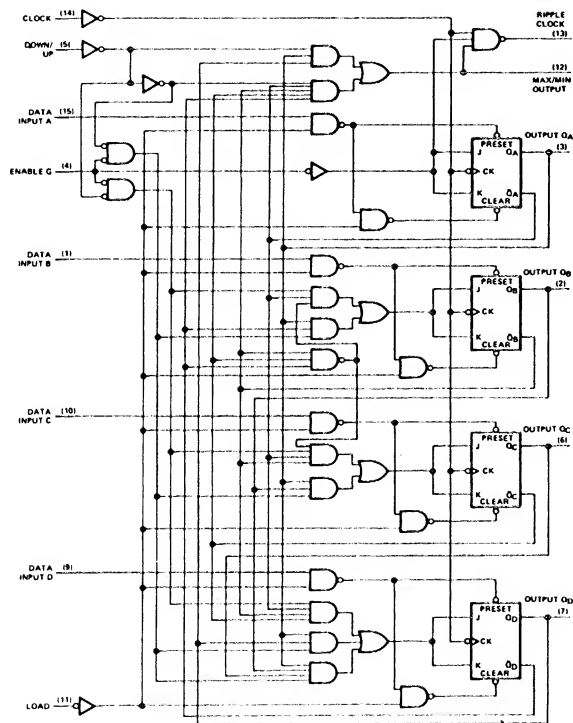 CLOCK (14)
RIPPLE
CLOCK
(13)
DOWN/
UP (5)
(12)
MAX/MIN
OUTPUT
DATA
INPUT A (15)
OUTPUT QA
(3)
PRESET
J QA
CK
K QA
CLEAR
ENABLE G (4)
DATA
INPUT B (1)
OUTPUT QB
(2)
PRESET
J QB
CK
K QB
CLEAR
DATA
INPUT C (10)
OUTPUT QC
(6)
PRESET
J QC
CK
K QC
CLEAR
DATA
INPUT D (9)
OUTPUT QD
(7)
PRESET
J QD
CK
K QD
CLEAR
LOAD (11)